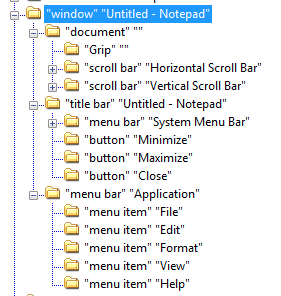 "window" "Untitled - Notepad"
"document" ""
"Grip" ""
"scroll bar" "Horizontal Scroll Bar"
"scroll bar" "Vertical Scroll Bar"
"title bar" "Untitled - Notepad"
"menu bar" "System Menu Bar"
"button" "Minimize"
"button" "Maximize"
"button" "Close"
"menu bar" "Application"
"menu item" "File"
"menu item" "Edit"
"menu item" "Format"
"menu item" "View"
"menu item" "Help"